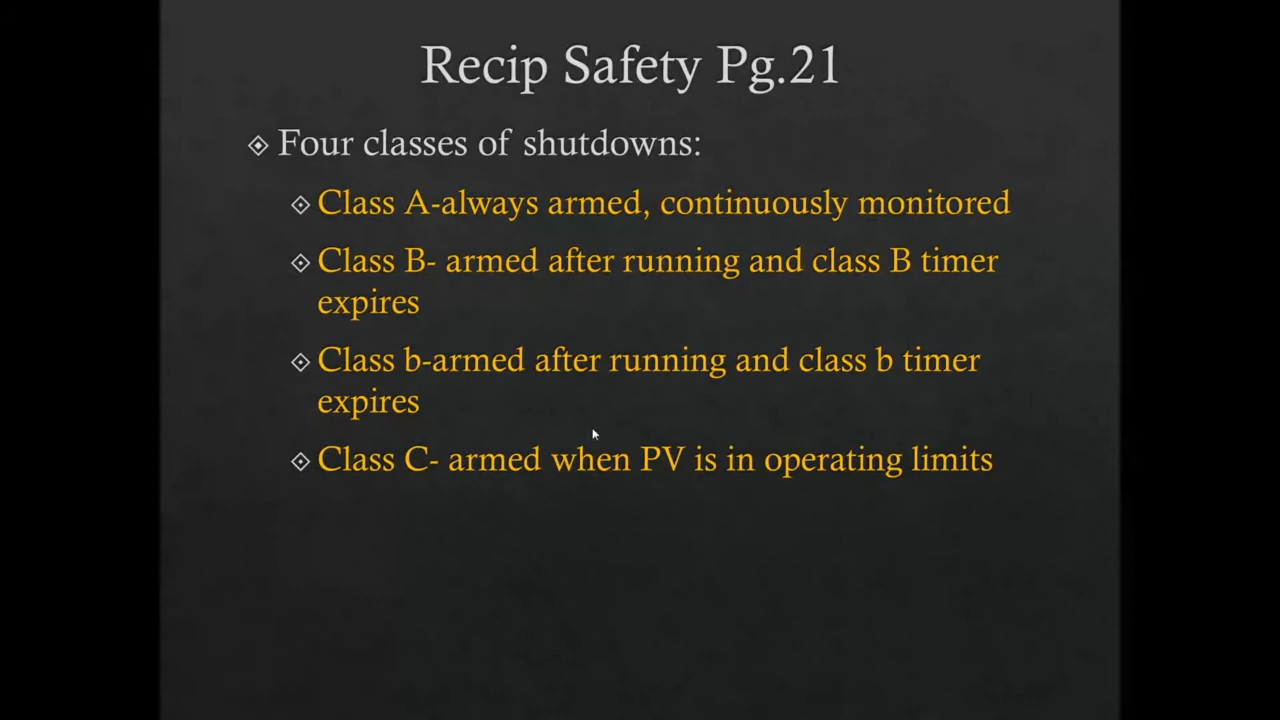 Recip Safety Pg.21
Four classes of shutdowns:
Class A-always armed, continuously monitored
Class B- armed after running and class B timer
expires
Class b-armed after running and class b timer
expires
Class C- armed when PV is in operating limits